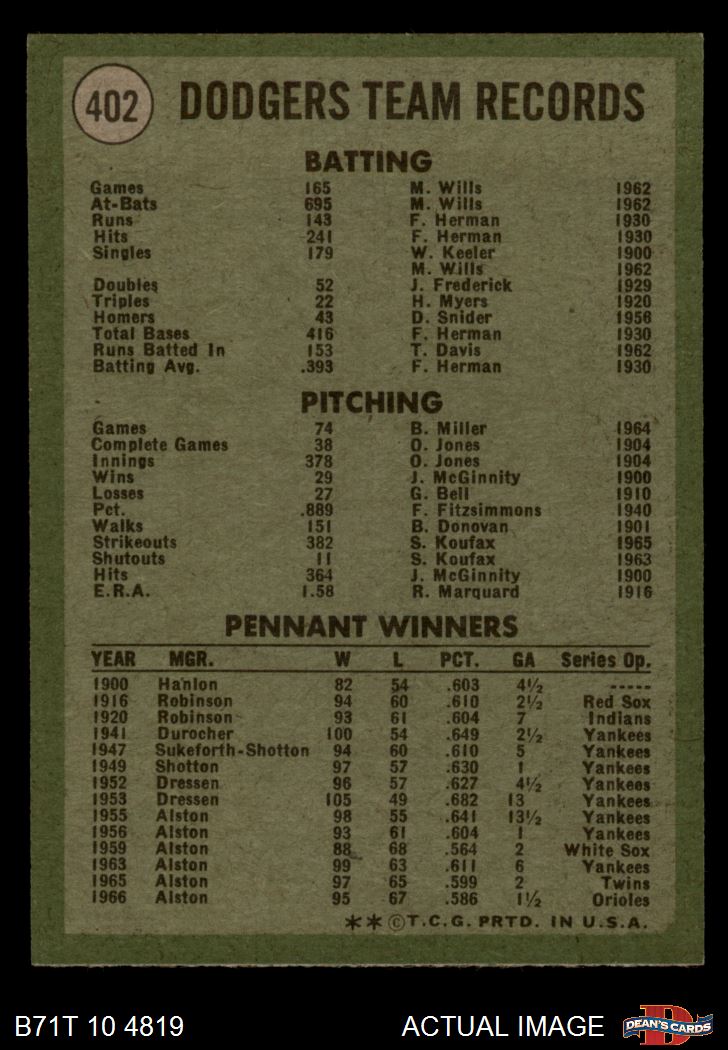 402 DODGERS TEAM RECORDS
BATTING
Games 165 M. Wills 1962
At-Bats 695 M. Wills 1962
Runs 143 F. Herman 1930
Hits 241 F. Herman 1930
Singles 179 W. Keeler 1900
M. Wills 1962
Doubles 52 J. Frederick 1929
Triples 22 H. Myers 1920
Homers 43 D. Snider 1956
Total Bases 416 F. Herman 1930
Runs Batted In 153 T. Davis 1962
Batting Avg. .393 F. Herman 1930
PITCHING
Games 74 B. Miller 1964
Complete Games 38 O. Jones 1904
Innings 378 O. Jones 1904
Wins 29 J. McGinnity 1900
Losses 27 G. Bell 1910
Pct. .889 F. Fitzsimmons 1940
Walks 151 B. Donovan 1901
Strikeouts 382 S. Koufax 1965
Shutouts 11 S. Koufax 1963
Hits 364 J. McGinnity 1900
E.R.A. 1.58 R. Marquard 1916
PENNANT WINNERS
YEAR MGR. W L PCT. GA Series Op.
1900 Hanlon 82 54 .603 4½ -----
1916 Robinson 94 60 .610 2½ Red Sox
1920 Robinson 93 61 .604 7 Indians
1941 Durocher 100 54 .649 2½ Yankees
1947 Sukeforth-Shotton 94 60 .610 5 Yankees
1949 Shotton 97 57 .630 1 Yankees
1952 Dressen 96 57 .627 4½ Yankees
1953 Dressen 105 49 .682 13 Yankees
1955 Alston 98 55 .641 13½ Yankees
1956 Alston 93 61 .604 1 Yankees
1959 Alston 88 68 .564 2 White Sox
1963 Alston 99 63 .611 6 Yankees
1965 Alston 97 65 .599 2 Twins
1966 Alston 95 67 .586 1½ Orioles
** ©T.C.G. PRTD. IN U.S.A.
B71T 10 4819 ACTUAL IMAGE D DEAN'S CARDS